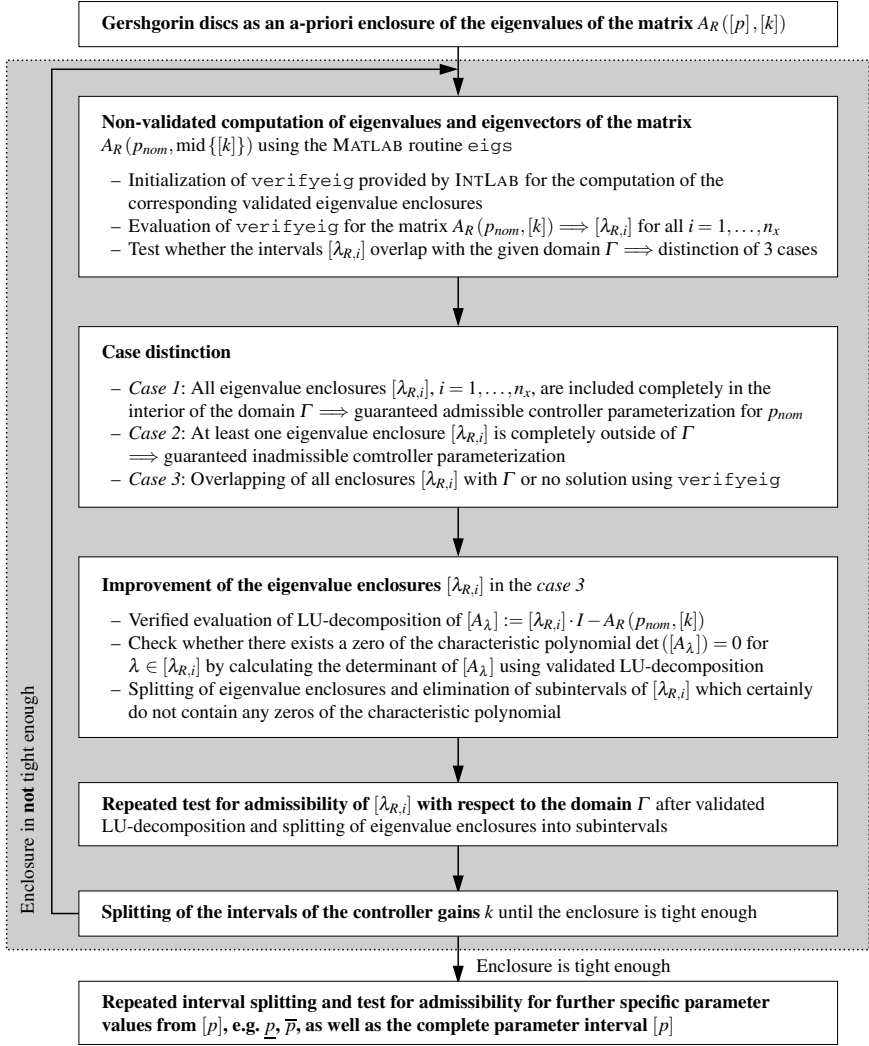 Gershgorin discs as an a-priori enclosure of the eigenvalues of the matrix A_R([p],[k])
Non-validated computation of eigenvalues and eigenvectors of the matrix
A_R(p_nom, mid{[k]}) using the MATLAB routine eigs
– Initialization of verifyeig provided by INTLAB for the computation of the
corresponding validated eigenvalue enclosures
– Evaluation of verifyeig for the matrix A_R(p_nom,[k]) ⟹ [λ_R,i] for all i = 1,...,n_x
– Test whether the intervals [λ_R,i] overlap with the given domain Γ ⟹ distinction of 3 cases
Case distinction
– Case 1: All eigenvalue enclosures [λ_R,i], i = 1,...,n_x, are included completely in the
interior of the domain Γ ⟹ guaranteed admissible controller parameterization for p_nom
– Case 2: At least one eigenvalue enclosure [λ_R,i] is completely outside of Γ
⟹ guaranteed inadmissible comtroller parameterization
– Case 3: Overlapping of all enclosures [λ_R,i] with Γ or no solution using verifyeig
Improvement of the eigenvalue enclosures [λ_R,i] in the case 3
– Verified evaluation of LU-decomposition of [A_λ] := [λ_R,i] · I − A_R(p_nom,[k])
– Check whether there exists a zero of the characteristic polynomial det([A_λ]) = 0 for
λ ∈ [λ_R,i] by calculating the determinant of [A_λ] using validated LU-decomposition
– Splitting of eigenvalue enclosures and elimination of subintervals of [λ_R,i] which certainly
do not contain any zeros of the characteristic polynomial
Repeated test for admissibility of [λ_R,i] with respect to the domain Γ after validated
LU-decomposition and splitting of eigenvalue enclosures into subintervals
Splitting of the intervals of the controller gains k until the enclosure is tight enough
Enclosure in not tight enough
Enclosure is tight enough
Repeated interval splitting and test for admissibility for further specific parameter
values from [p], e.g. p̲, p̅, as well as the complete parameter interval [p]